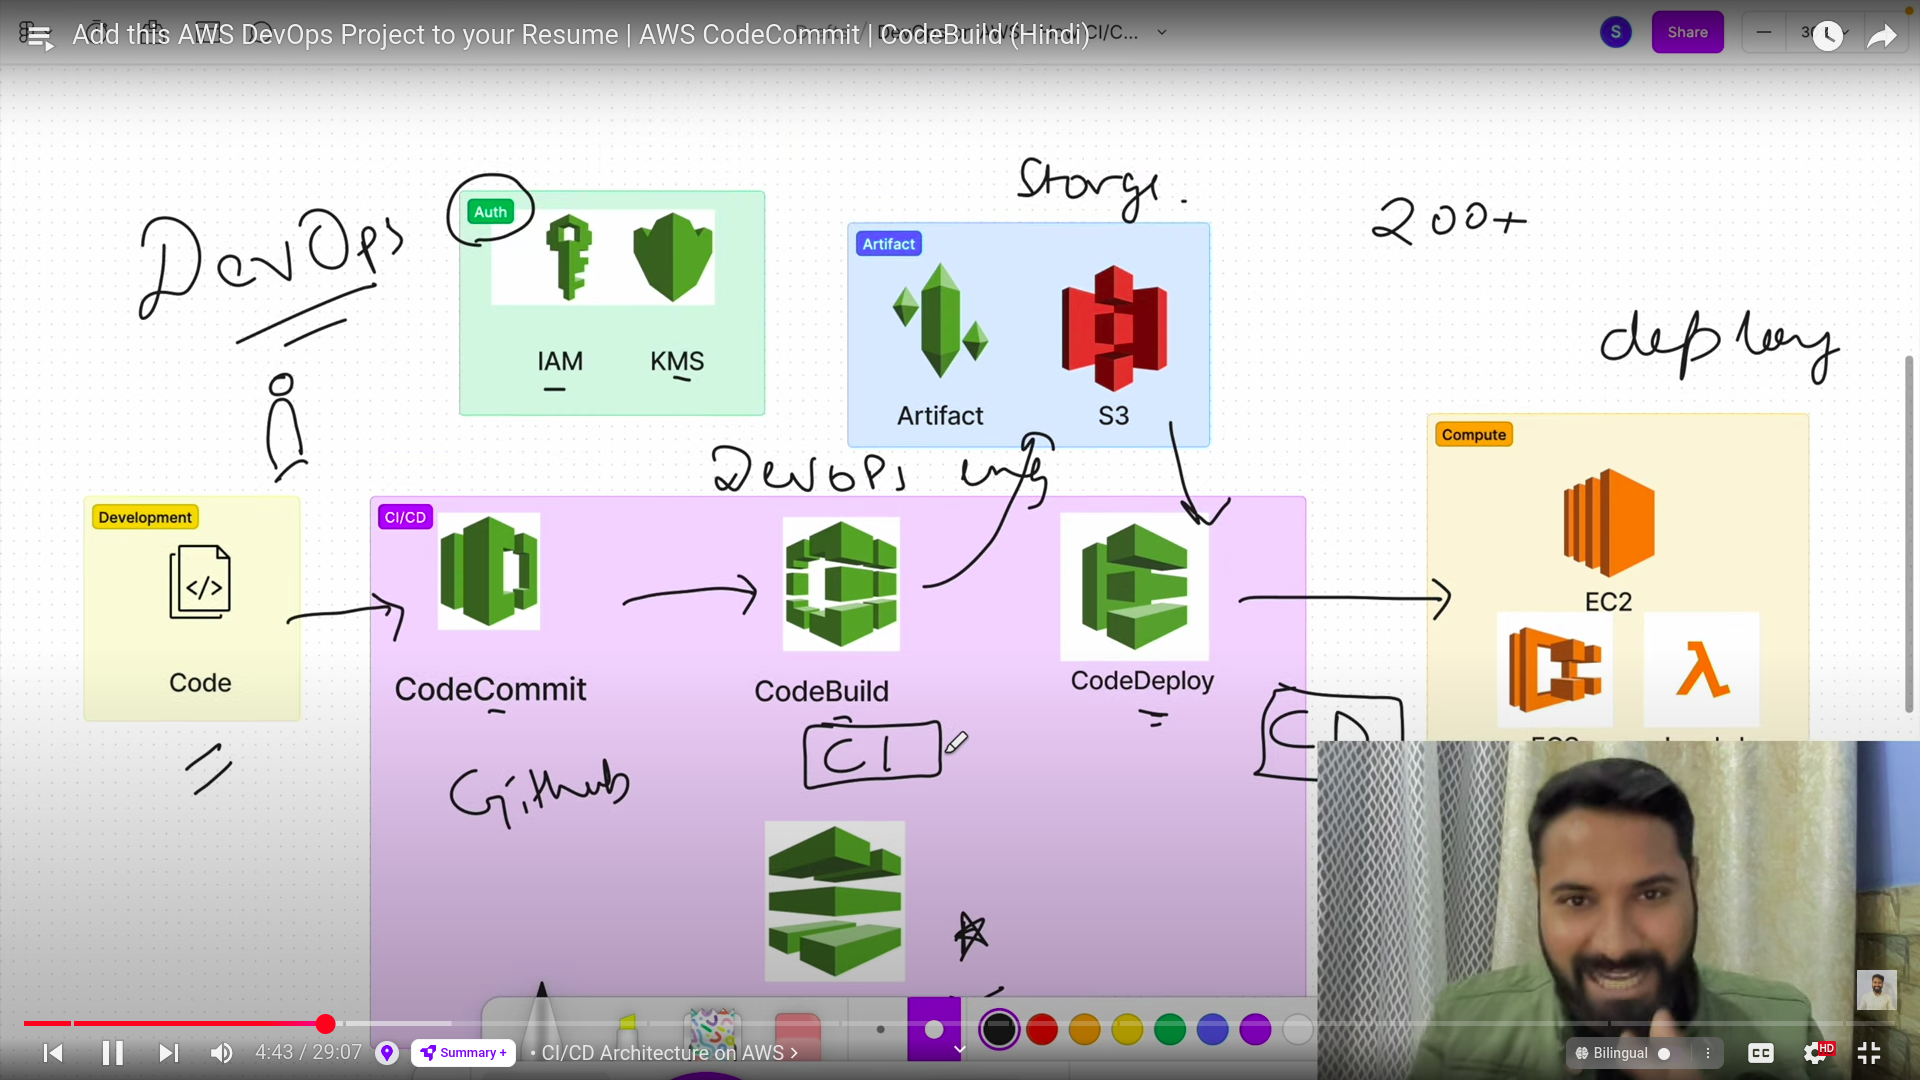 Add this AWS DevOps Project to your Resume | AWS CodeCommit | CodeBuild (Hindi)
S
Share
Storge.
200+
DevOps
Auth
IAM
KMS
Artifact
Artifact
S3
deploy
DevOPs eng
Development
Code
CI/CD
CodeCommit
CodeBuild
CodeDeploy
Compute
EC2
Github
CI
CD
4:43 / 29:07
Summary +
• CI/CD Architecture on AWS >
Bilingual
CC
HD